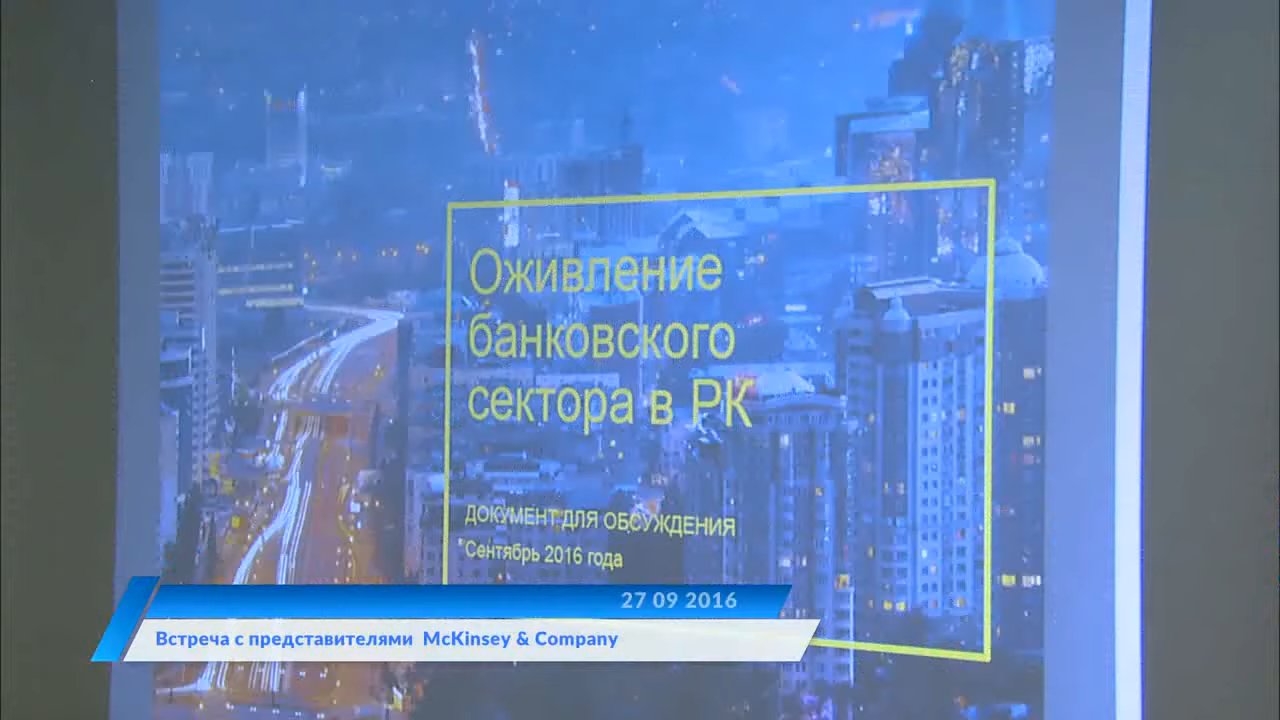 Оживление
банковского
сектора в РК
ДОКУМЕНТ ДЛЯ ОБСУЖДЕНИЯ
Сентябрь 2016 года
27 09 2016
Встреча с представителями McKinsey & Company